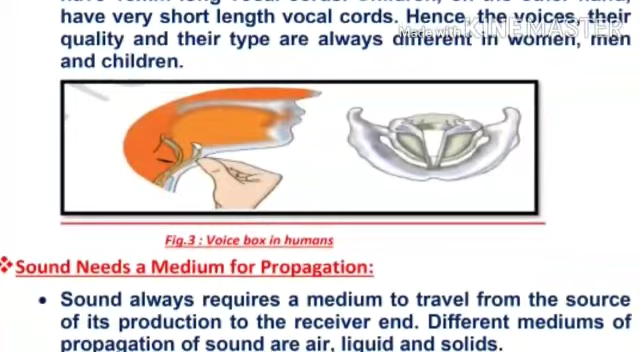 have very short length vocal cords. Hence, the voices, their
Made with KINEMASTER
quality and their type are always different in women, men
and children.
Fig.3 : Voice box in humans
❖Sound Needs a Medium for Propagation:
• Sound always requires a medium to travel from the source
of its production to the receiver end. Different mediums of
propagation of sound are air, liquid and solids.